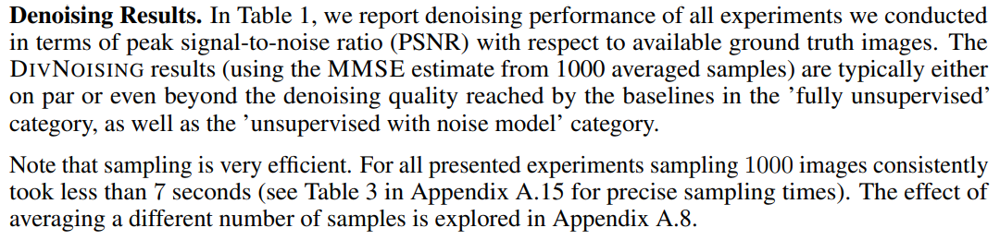 Denoising Results. In Table 1, we report denoising performance of all experiments we conducted
in terms of peak signal-to-noise ratio (PSNR) with respect to available ground truth images. The
DIVNOISING results (using the MMSE estimate from 1000 averaged samples) are typically either
on par or even beyond the denoising quality reached by the baselines in the ’fully unsupervised’
category, as well as the ’unsupervised with noise model’ category.
Note that sampling is very efficient. For all presented experiments sampling 1000 images consistently
took less than 7 seconds (see Table 3 in Appendix A.15 for precise sampling times). The effect of
averaging a different number of samples is explored in Appendix A.8.